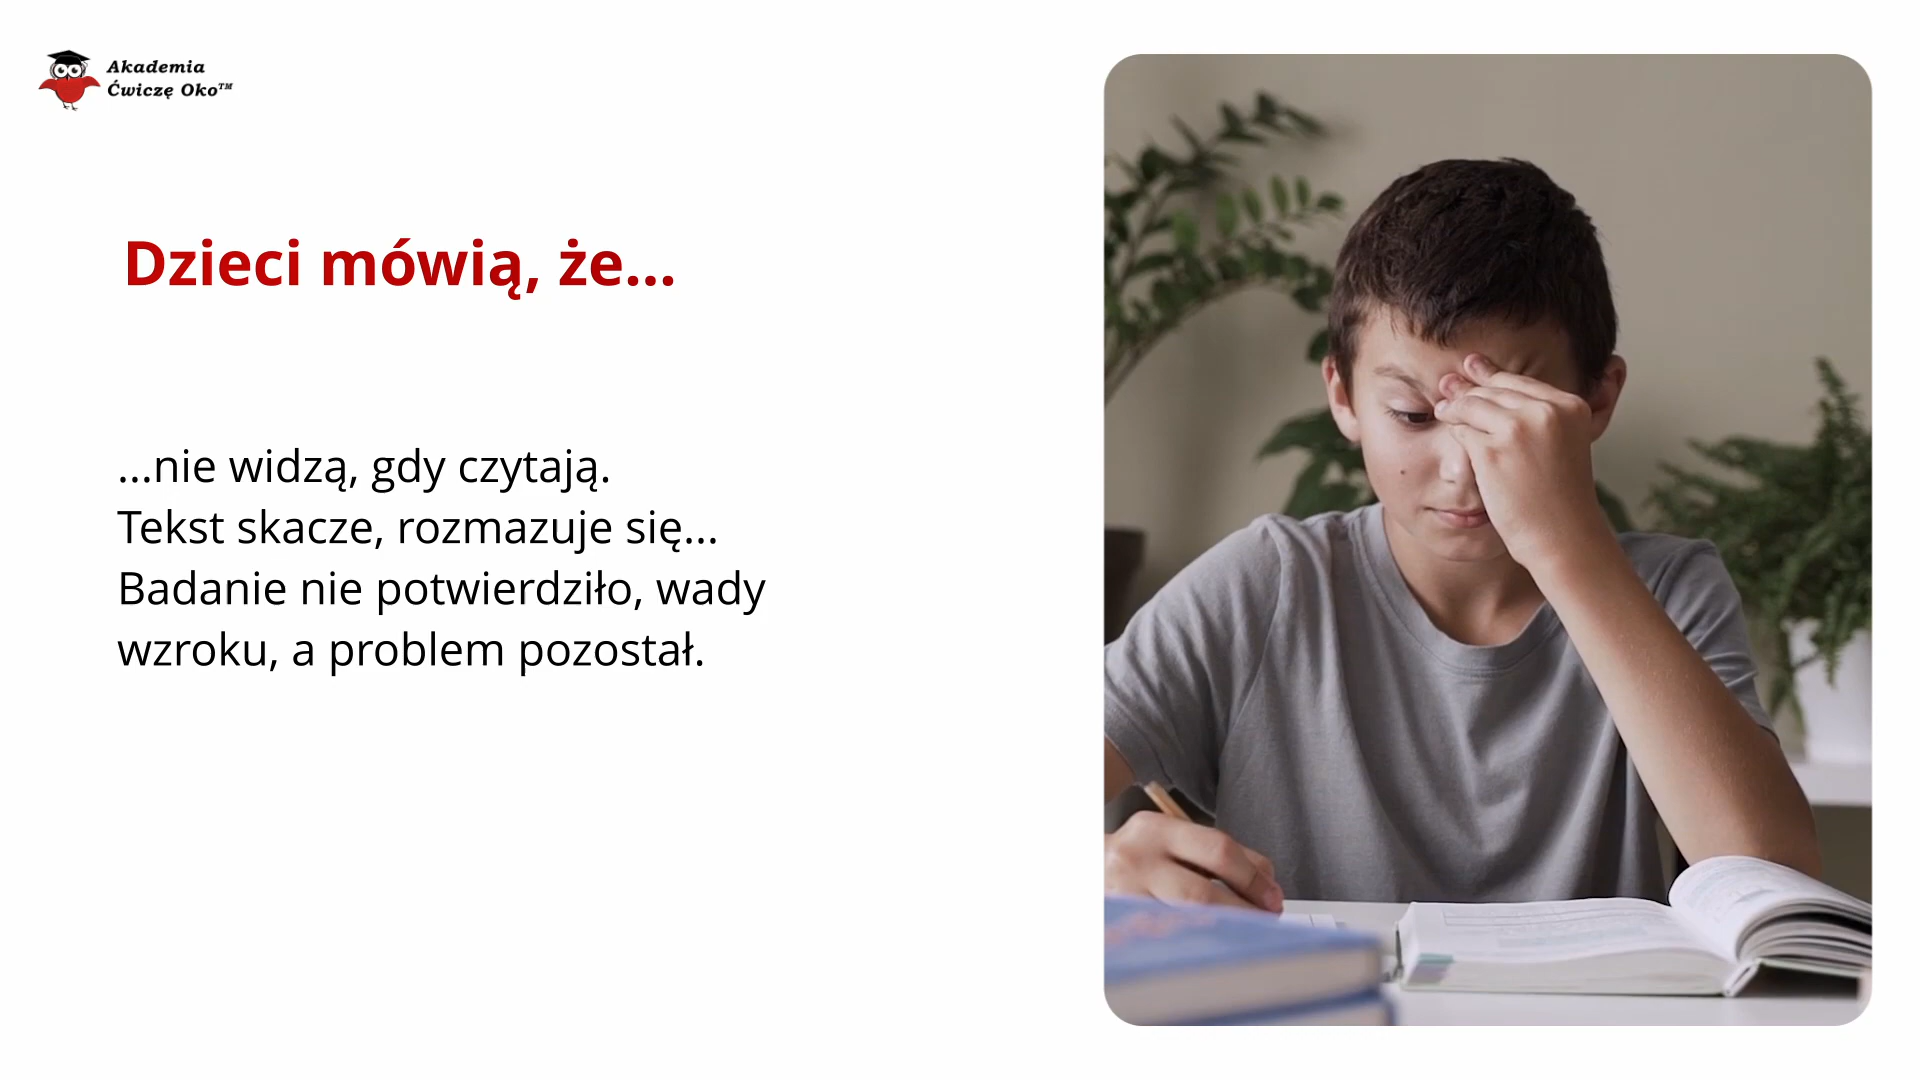 Akademia
Ćwiczę Oko™
Dzieci mówią, że...
...nie widzą, gdy czytają.
Tekst skacze, rozmazuje się...
Badanie nie potwierdziło, wady
wzroku, a problem pozostał.